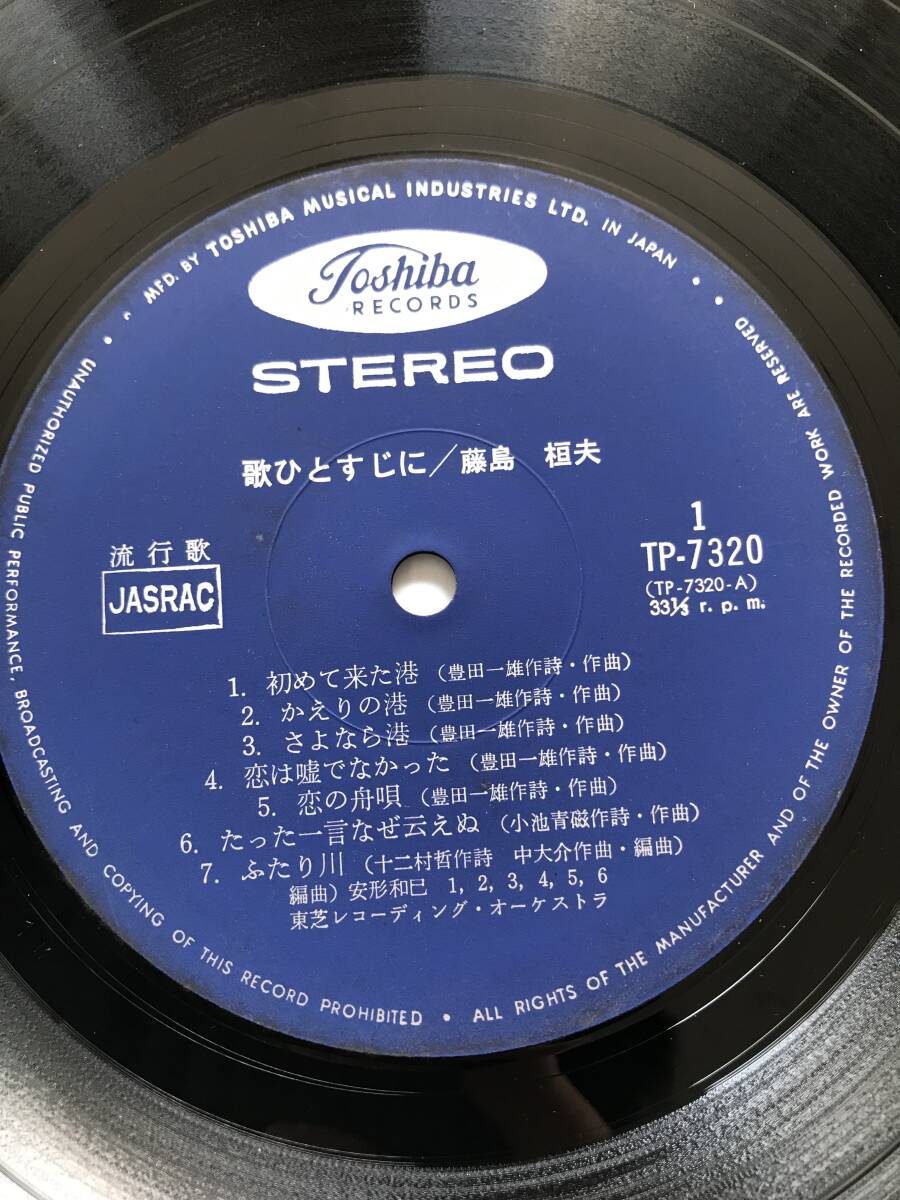 MFD. BY TOSHIBA MUSICAL INDUSTRIES LTD. IN JAPAN
Toshiba
RECORDS
STEREO
歌ひとすじに/藤島 桓夫
流行歌
JASRAC
1
TP-7320
(TP-7320-A)
33⅓ r.p.m.
1. 初めて来た港 (豊田一雄作詩・作曲)
2. かえりの港 (豊田一雄作詩・作曲)
3. さよなら港 (豊田一雄作詩・作曲)
4. 恋は嘘でなかった (豊田一雄作詩・作曲)
5. 恋の舟唄 (豊田一雄作詩・作曲)
6. たった一言なぜ云えぬ (小池青磁作詩・作曲)
7. ふたり川 (十二村哲作詩 中大介作曲・編曲)
編曲) 安形和巳 1, 2, 3, 4, 5, 6
東芝レコーディング・オーケストラ
UNAUTHORIZED PUBLIC PERFORMANCE, BROADCASTING AND COPYING OF THIS RECORD PROHIBITED • ALL RIGHTS OF THE MANUFACTURER AND OF THE OWNER OF THE RECORDED WORK ARE RESERVED